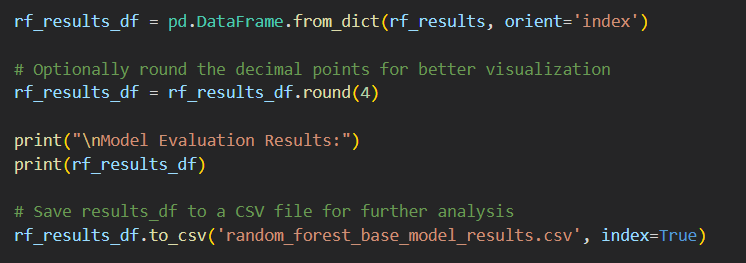 rf_results_df = pd.DataFrame.from_dict(rf_results, orient='index')
# Optionally round the decimal points for better visualization
rf_results_df = rf_results_df.round(4)
print("\nModel Evaluation Results:")
print(rf_results_df)
# Save results_df to a CSV file for further analysis
rf_results_df.to_csv('random_forest_base_model_results.csv', index=True)